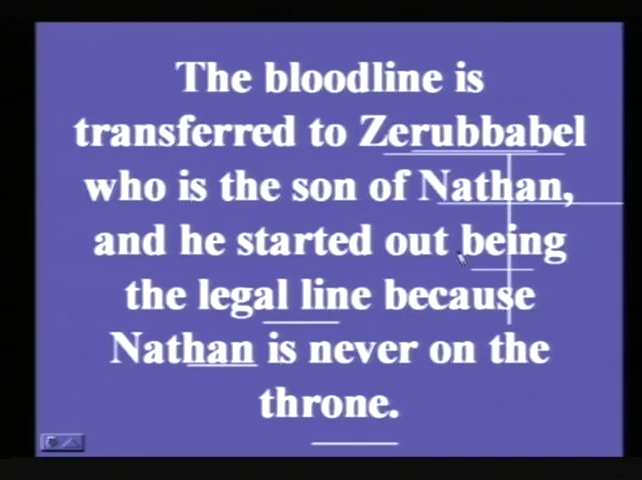 The bloodline is
transferred to Zerubbabel
who is the son of Nathan,
and he started out being
the legal line because
Nathan is never on the
throne.